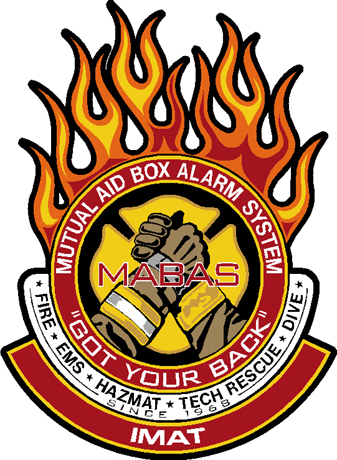 MUTUAL AID BOX ALARM SYSTEM
MABAS
"GOT YOUR BACK"
★ FIRE ★ EMS ★ HAZMAT ★ TECH RESCUE ★ DIVE ★
SINCE 1968
IMAT